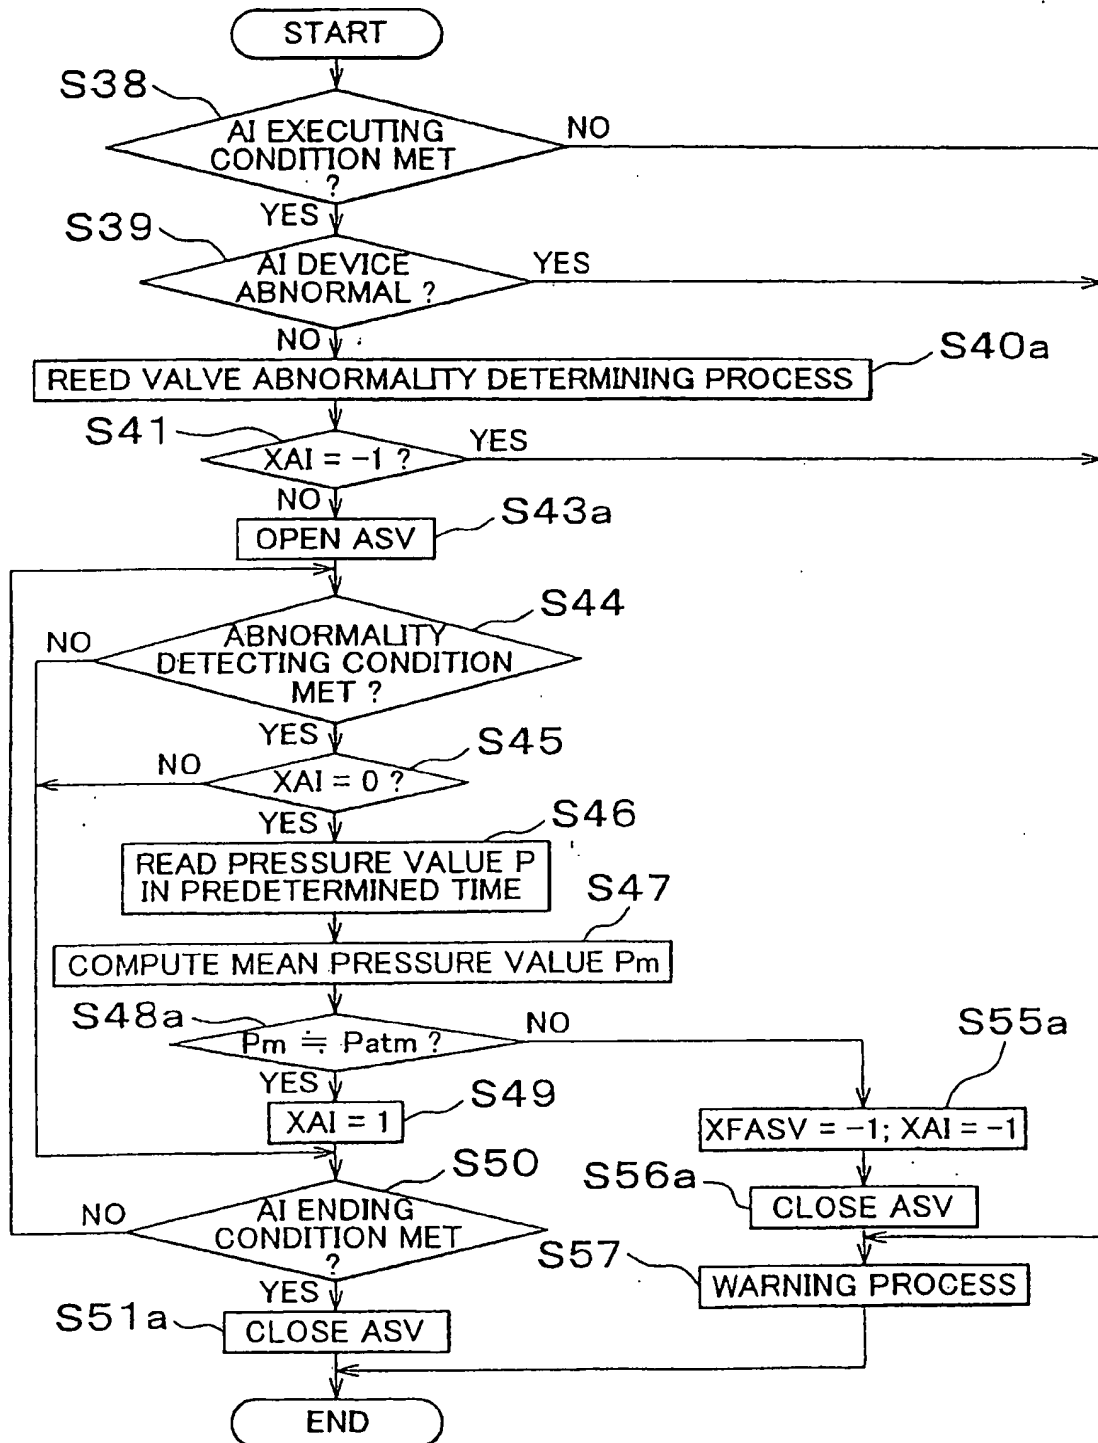 START
S38
AI EXECUTING
CONDITION MET
?
NO
YES
S39
AI DEVICE
ABNORMAL ?
YES
NO
S40a
REED VALVE ABNORMALITY DETERMINING PROCESS
S41
XAI = -1 ?
YES
NO
S43a
OPEN ASV
S44
ABNORMALITY
DETECTING CONDITION
MET ?
NO
YES
S45
XAI = 0 ?
NO
YES
S46
READ PRESSURE VALUE P
IN PREDETERMINED TIME
S47
COMPUTE MEAN PRESSURE VALUE Pm
S48a
Pm ≒ Patm ?
NO
YES
S49
XAI = 1
S55a
XFASV = -1; XAI = -1
S50
AI ENDING
CONDITION MET
?
NO
YES
S56a
CLOSE ASV
S57
WARNING PROCESS
S51a
CLOSE ASV
END